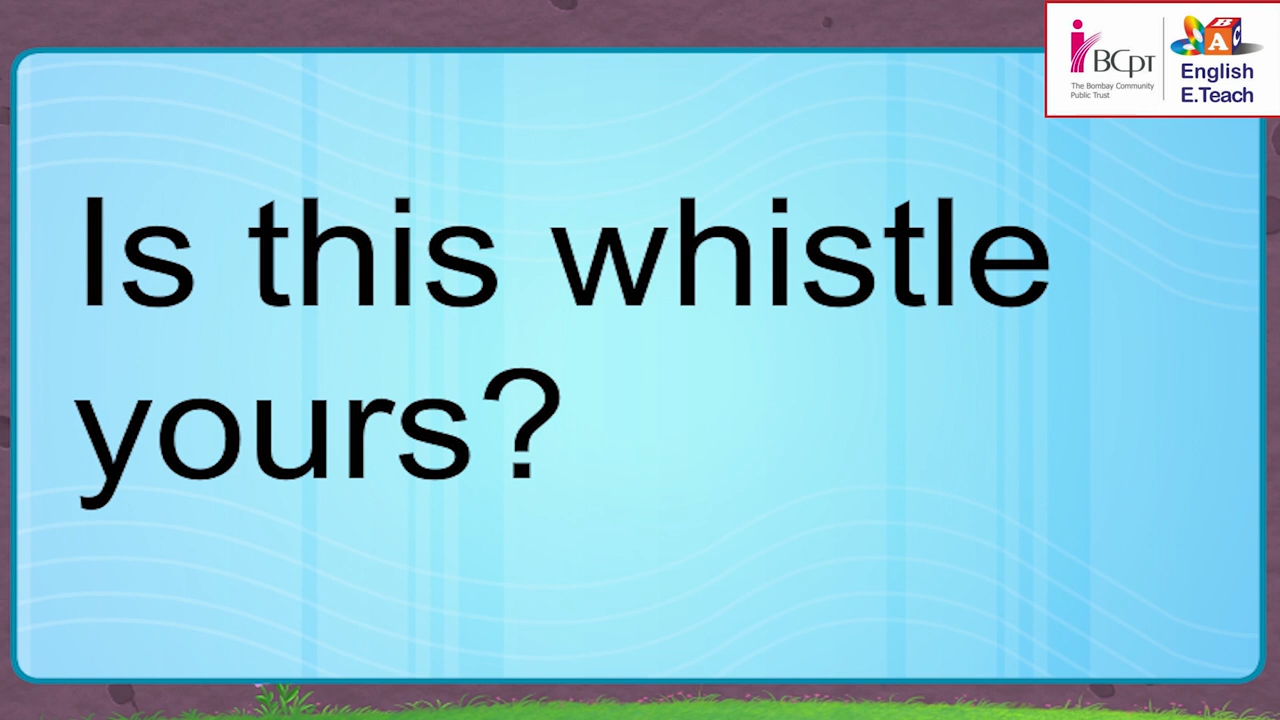 Is this whistle
yours?
BCPT
The Bombay Community
Public Trust
B
A
C
English
E.Teach